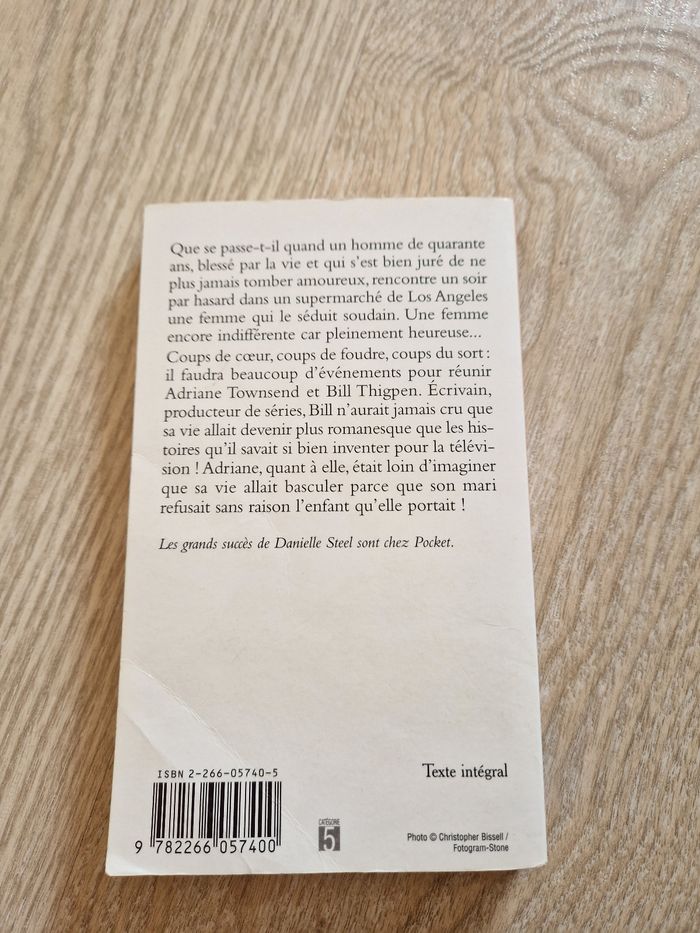 Que se passe-t-il quand un homme de quarante
ans, blessé par la vie et qui s'est bien juré de ne
plus jamais tomber amoureux, rencontre un soir
par hasard dans un supermarché de Los Angeles
une femme qui le séduit soudain. Une femme
encore indifférente car pleinement heureuse...
Coups de cœur, coups de foudre, coups du sort :
il faudra beaucoup d'événements pour réunir
Adriane Townsend et Bill Thigpen. Écrivain,
producteur de séries, Bill n'aurait jamais cru que
sa vie allait devenir plus romanesque que les his-
toires qu'il savait si bien inventer pour la télévi-
sion ! Adriane, quant à elle, était loin d'imaginer
que sa vie allait basculer parce que son mari
refusait sans raison l'enfant qu'elle portait !
Les grands succès de Danielle Steel sont chez Pocket.
Texte intégral
ISBN 2-266-05740-5
9 782266 057400
CATÉGORIE
5
Photo © Christopher Bissell /
Fotogram-Stone